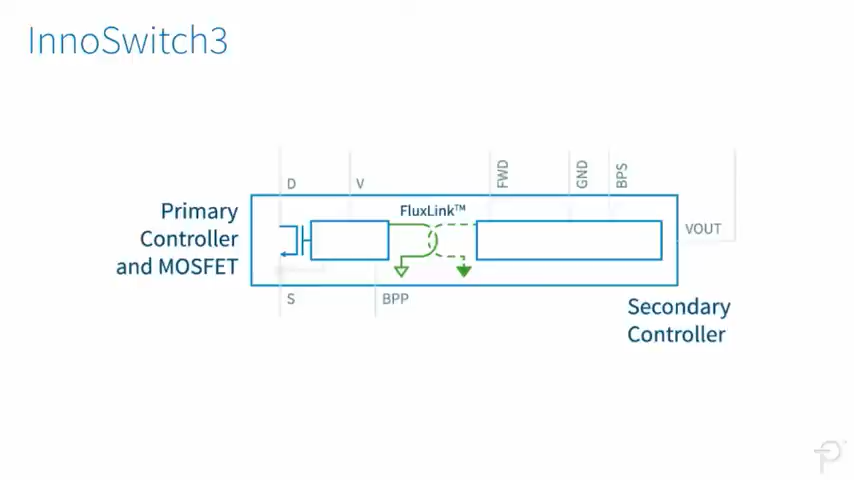 InnoSwitch3
D
V
FWD
GND
BPS
Primary
Controller
and MOSFET
FluxLink™
VOUT
S
BPP
Secondary
Controller